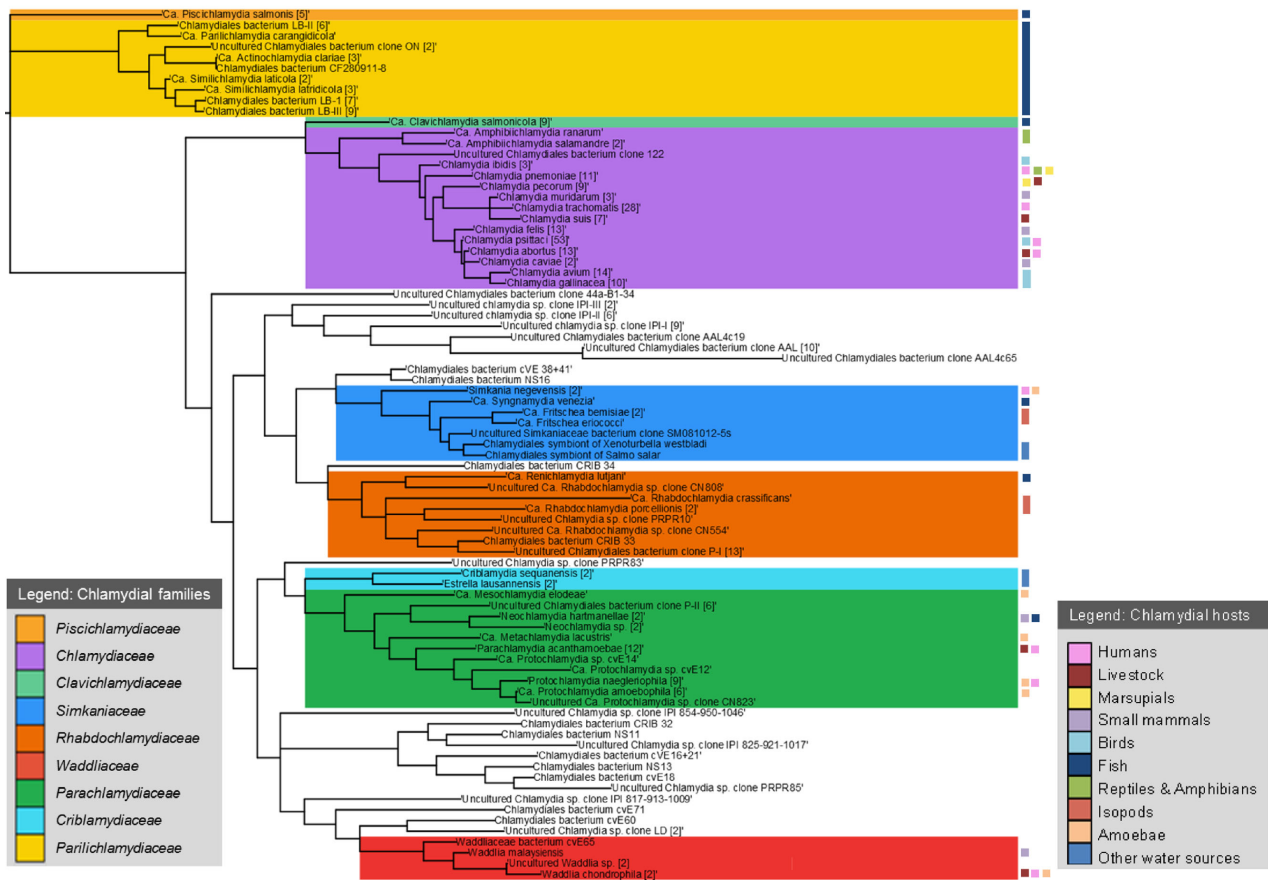 'Ca. Piscichlamydia salmonis [5]'
Chlamydiales bacterium LB-II [6]'
'Ca. Parilichlamydia carangidicola'
'Uncultured Chlamydiales bacterium clone ON [2]'
'Ca. Actinochlamydia clariae [3]'
Chlamydiales bacterium CF280911-8
'Ca. Similichlamydia laticola [2]'
'Ca. Similichlamydia latridicola [3]'
'Chlamydiales bacterium LB-1 [7]'
'Chlamydiales bacterium LB-III [9]'
'Ca. Clavichlamydia salmonicola [9]'
'Ca. Amphibiichlamydia ranarum'
'Ca. Amphibiichlamydia salamandre [2]'
Uncultured Chlamydiales bacterium clone 122
'Chlamydia ibidis [3]'
'Chlamydia pnemoniae [11]'
'Chlamydia pecorum [9]'
'Chlamydia muridarum [3]'
'Chlamydia trachomatis [28]'
'Chlamydia suis [7]'
'Chlamydia felis [13]'
'Chlamydia psittaci [53]'
'Chlamydia abortus [13]'
'Chlamydia caviae [2]'
'Chlamydia avium [14]'
'Chlamydia gallinacea [10]'
Uncultured Chlamydiales bacterium clone 44a-B1-34
'Uncultured chlamydia sp. clone IPI-III [2]'
'Uncultured chlamydia sp. clone IPI-II [6]'
'Uncultured chlamydia sp. clone IPI-I [9]'
Uncultured Chlamydiales bacterium clone AAL4c19
'Uncultured Chlamydiales bacterium clone AAL [10]'
Uncultured Chlamydiales bacterium clone AAL4c65
'Chlamydiales bacterium cVE 38+41'
Chlamydiales bacterium NS16
'Simkania negevensis [2]'
'Ca. Syngnamydia venezia'
'Ca. Fritschea bemisiae [2]'
'Ca. Fritschea eriococci'
Uncultured Simkaniaceae bacterium clone SM081012-5s
Chlamydiales symbiont of Xenoturbella westbladi
Chlamydiales symbiont of Salmo salar
Chlamydiales bacterium CRIB 34
'Ca. Renichlamydia lutjani'
'Uncultured Ca. Rhabdochlamydia sp. clone CN808'
'Ca. Rhabdochlamydia crassificans'
'Ca. Rhabdochlamydia porcellionis [2]'
'Uncultured Chlamydia sp. clone PRPR10'
'Uncultured Ca. Rhabdochlamydia sp. clone CN554'
Chlamydiales bacterium CRIB 33
'Uncultured Chlamydiales bacterium clone P-I [13]'
'Uncultured Chlamydia sp. clone PRPR83'
'Criblamydia sequanensis [2]'
'Estrella lausannensis [2]'
'Ca. Mesochlamydia elodeae'
'Uncultured Chlamydiales bacterium clone P-II [6]'
'Neochlamydia hartmanellae [2]'
'Neochlamydia sp. [2]'
'Ca. Metachlamydia lacustris'
'Parachlamydia acanthamoebae [12]'
'Ca. Protochlamydia sp. cvE14'
'Ca. Protochlamydia sp. cvE12'
'Protochlamydia naegleriophila [9]'
'Ca. Protochlamydia amoebophila [6]'
'Uncultured Ca. Protochlamydia sp. clone CN823'
'Uncultured Chlamydia sp. clone IPI 854-950-1046'
Chlamydiales bacterium CRIB 32
Chlamydiales bacterium NS11
'Uncultured Chlamydia sp. clone IPI 825-921-1017'
'Chlamydiales bacterium cVE16+21'
Chlamydiales bacterium NS13
Chlamydiales bacterium cvE18
'Uncultured Chlamydia sp. clone PRPR85'
'Uncultured Chlamydia sp. clone IPI 817-913-1009'
Chlamydiales bacterium cvE71
Chlamydiales bacterium cvE60
'Uncultured Chlamydia sp. clone LD [2]'
Waddliaceae bacterium cvE65
Waddlia malaysiensis
'Uncultured Waddlia sp. [2]
'Waddlia chondrophila [2]'
Legend: Chlamydial families
Piscichlamydiaceae
Chlamydiaceae
Clavichlamydiaceae
Simkaniaceae
Rhabdochlamydiaceae
Waddliaceae
Parachlamydiaceae
Criblamydiaceae
Parilichlamydiaceae
Legend: Chlamydial hosts
Humans
Livestock
Marsupials
Small mammals
Birds
Fish
Reptiles & Amphibians
Isopods
Amoebae
Other water sources